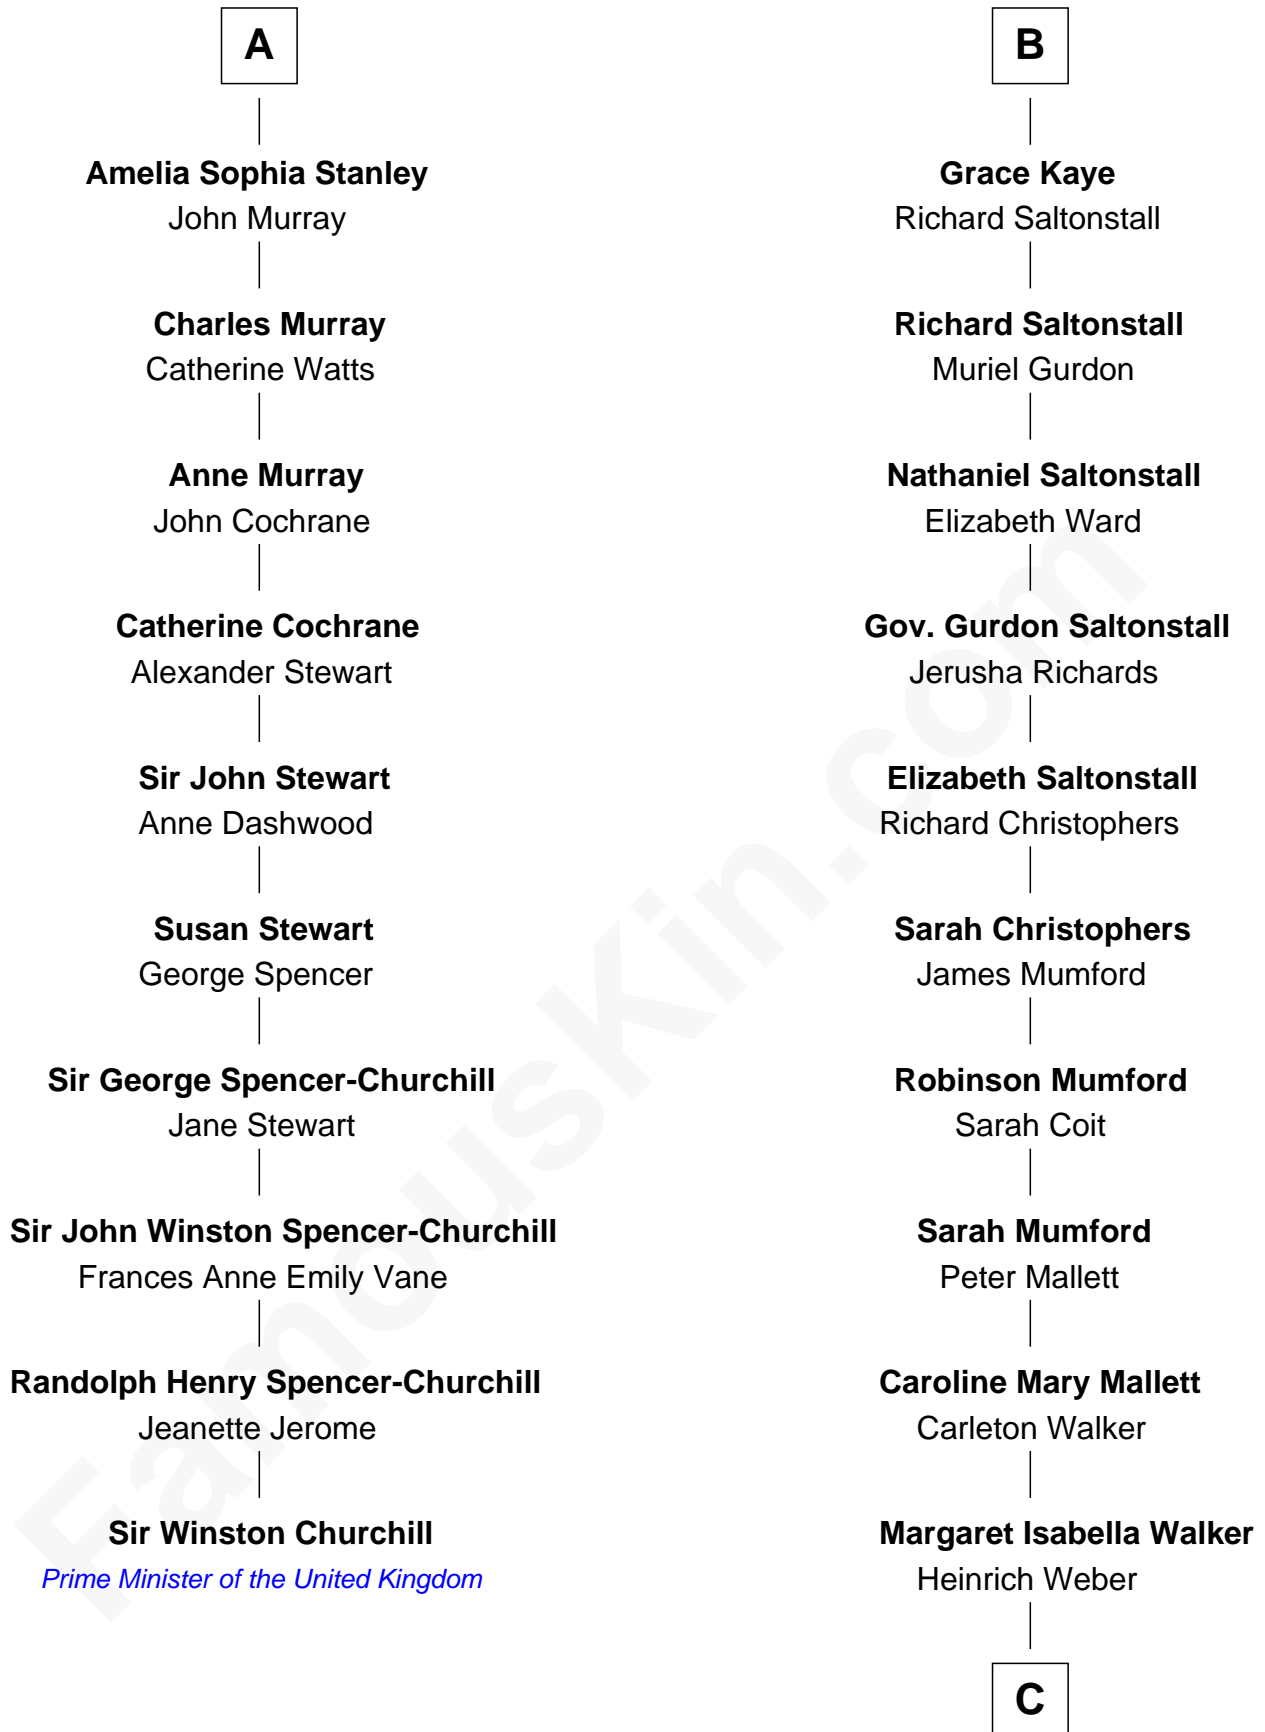 A
Amelia Sophia Stanley
John Murray
Charles Murray
Catherine Watts
Anne Murray
John Cochrane
Catherine Cochrane
Alexander Stewart
Sir John Stewart
Anne Dashwood
Susan Stewart
George Spencer
Sir George Spencer-Churchill
Jane Stewart
Sir John Winston Spencer-Churchill
Frances Anne Emily Vane
Randolph Henry Spencer-Churchill
Jeanette Jerome
Sir Winston Churchill
Prime Minister of the United Kingdom
B
Grace Kaye
Richard Saltonstall
Richard Saltonstall
Muriel Gurdon
Nathaniel Saltonstall
Elizabeth Ward
Gov. Gurdon Saltonstall
Jerusha Richards
Elizabeth Saltonstall
Richard Christophers
Sarah Christophers
James Mumford
Robinson Mumford
Sarah Coit
Sarah Mumford
Peter Mallett
Caroline Mary Mallett
Carleton Walker
Margaret Isabella Walker
Heinrich Weber
C
FamousKin.com